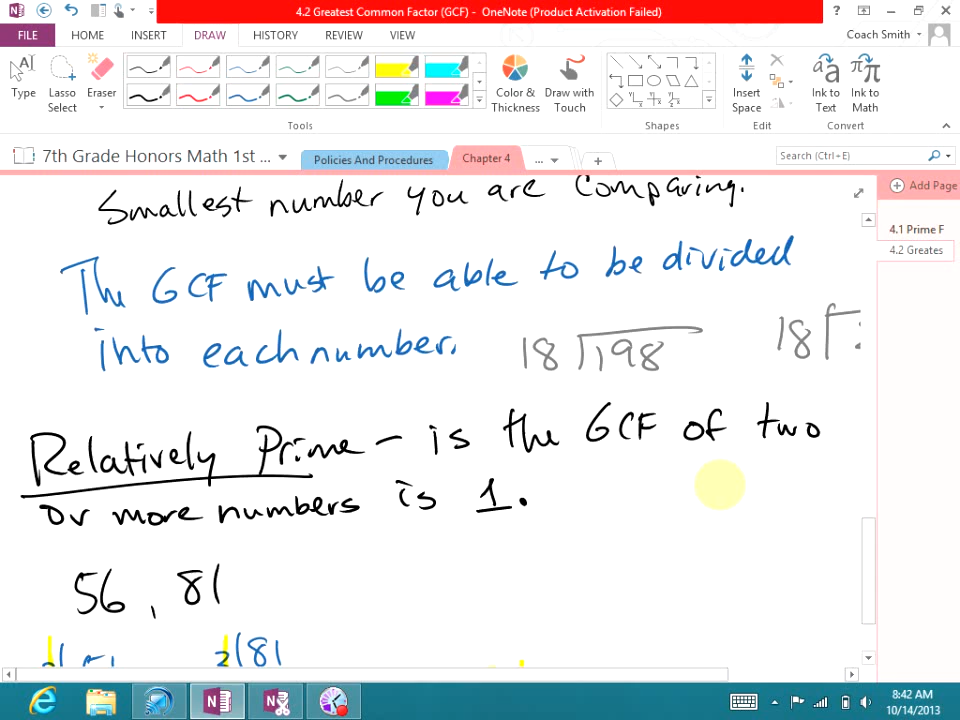 4.2 Greatest Common Factor (GCF) - OneNote (Product Activation Failed)
FILE HOME INSERT DRAW HISTORY REVIEW VIEW Coach Smith
Type Lasso Select Eraser Color & Thickness Draw with Touch Insert Space Ink to Text Ink to Math
Tools Shapes Edit Convert
7th Grade Honors Math 1st ... Policies And Procedures Chapter 4 ... + Search (Ctrl+E)
Add Page
4.1 Prime F
4.2 Greates
Smallest number you are comparing.
The GCF must be able to be divided
into each number. 18 198 18
Relatively Prime - is the GCF of two
or more numbers is 1.
56, 81
81
8:42 AM
10/14/2013